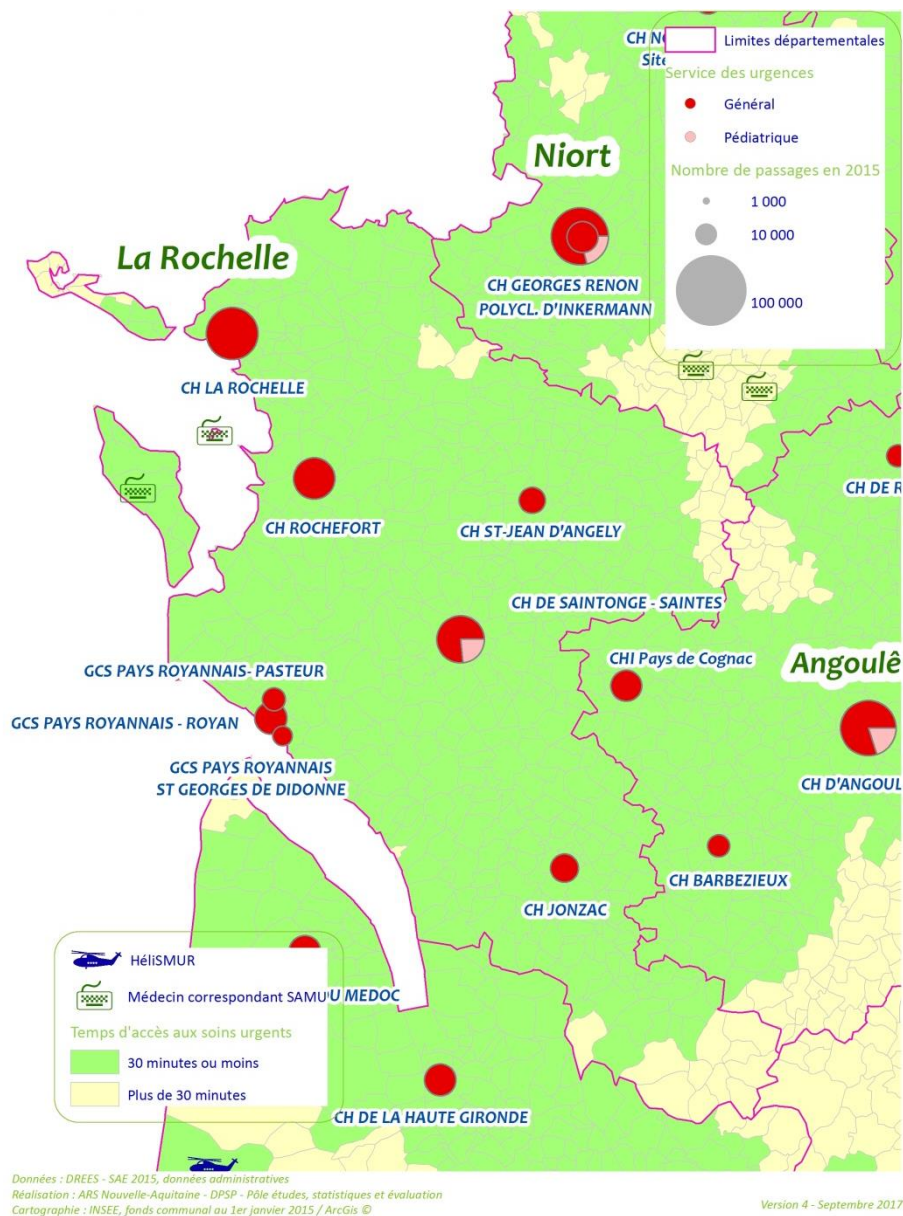 CH N
Site
Limites départementales
Service des urgences
Général
Pédiatrique
Nombre de passages en 2015
1 000
10 000
100 000
Niort
La Rochelle
CH GEORGES RENON
POLYCL. D'INKERMANN
CH LA ROCHELLE
CH DE R
CH ROCHEFORT
CH ST-JEAN D'ANGELY
CH DE SAINTONGE - SAINTES
CHI Pays de Cognac
Angoulê
GCS PAYS ROYANNAIS- PASTEUR
GCS PAYS ROYANNAIS - ROYAN
GCS PAYS ROYANNAIS
ST GEORGES DE DIDONNE
CH D'ANGOUL
CH BARBEZIEUX
CH JONZAC
HéliSMUR
Médecin correspondant SAMU
U MEDOC
Temps d'accès aux soins urgents
30 minutes ou moins
Plus de 30 minutes
CH DE LA HAUTE GIRONDE
Données : DREES - SAE 2015, données administratives
Réalisation : ARS Nouvelle-Aquitaine - DPSP - Pôle études, statistiques et évaluation
Cartographie : INSEE, fonds communal au 1er janvier 2015 / ArcGis ©
Version 4 - Septembre 2017